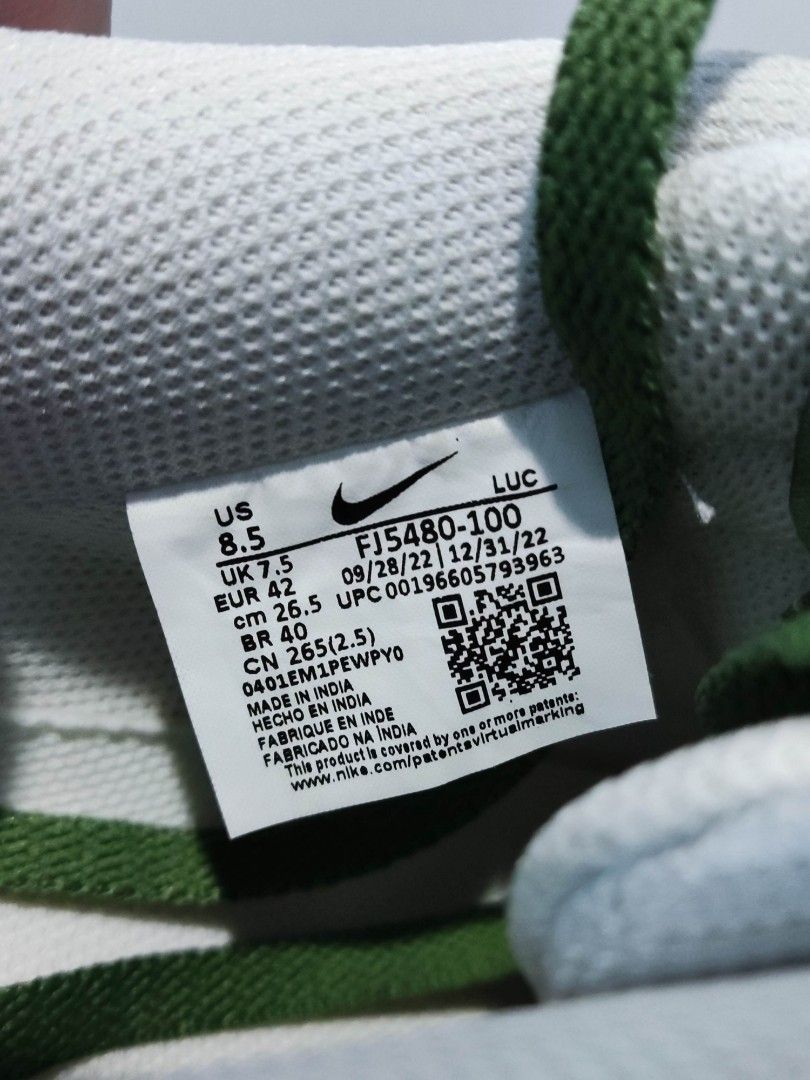 US LUC
8.5 FJ5480-100
UK 7.5 09/28/22 | 12/31/22
EUR 42 UPC 00196605793963
cm 26.5
BR 40
CN 265(2.5)
0401EM1PEWPY0
MADE IN INDIA
HECHO EN INDIA
FABRIQUE EN INDE
FABRICADO NA ÍNDIA
This product is covered by one or more patents:
www.nike.com/patentsvirtualmarking